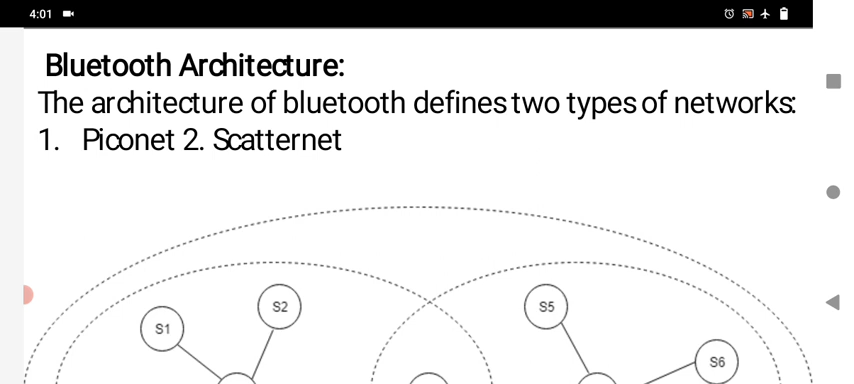 4:01
Bluetooth Architecture:
The architecture of bluetooth defines two types of networks:
1. Piconet 2. Scatternet
S2
S5
S1
S6